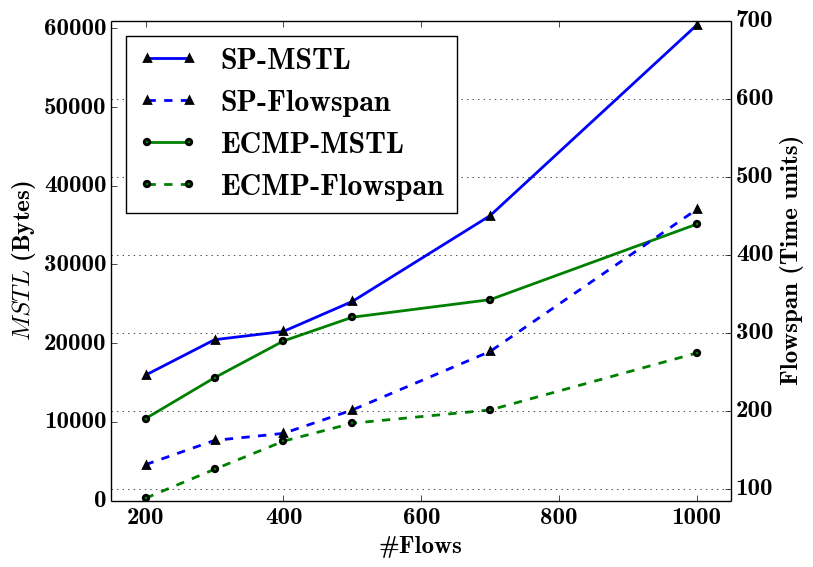 SP-MSTL
SP-Flowspan
ECMP-MSTL
ECMP-Flowspan
MSTL (Bytes)
60000
50000
40000
30000
20000
10000
0
200
400
600
800
1000
#Flows
700
600
500
400
300
200
100
Flowspan (Time units)